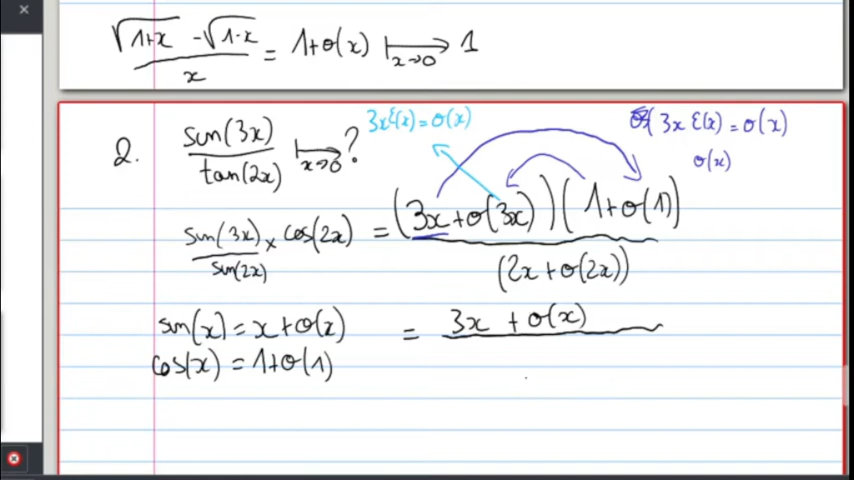 (√(1+x) - √(1-x))/x = 1+o(x) ⟼ x→0 1
2. sin(3x)/tan(2x) ⟼ x→0 ?
3xε(x) = o(x)
3x ε(x) = o(x)
o(x)
sin(3x)/sin(2x) × cos(2x) = (3x+o(3x))(1+o(1))/(2x+o(2x))
sin(x) = x+o(x)
= 3x + o(x)
cos(x) = 1+o(1)